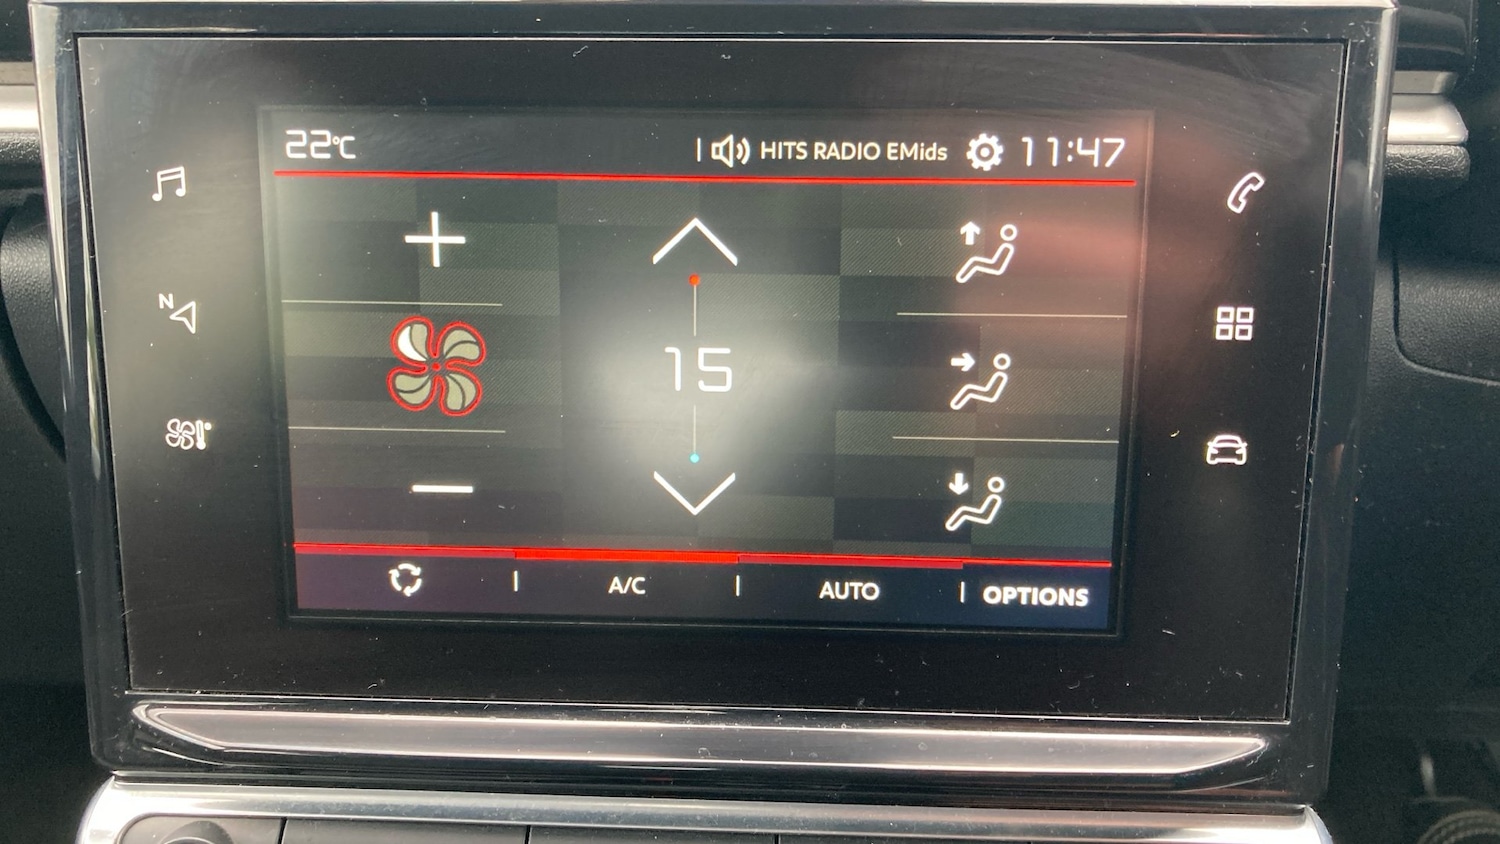 22°C
HITS RADIO EMids
11:47
N
15
A/C
AUTO
OPTIONS